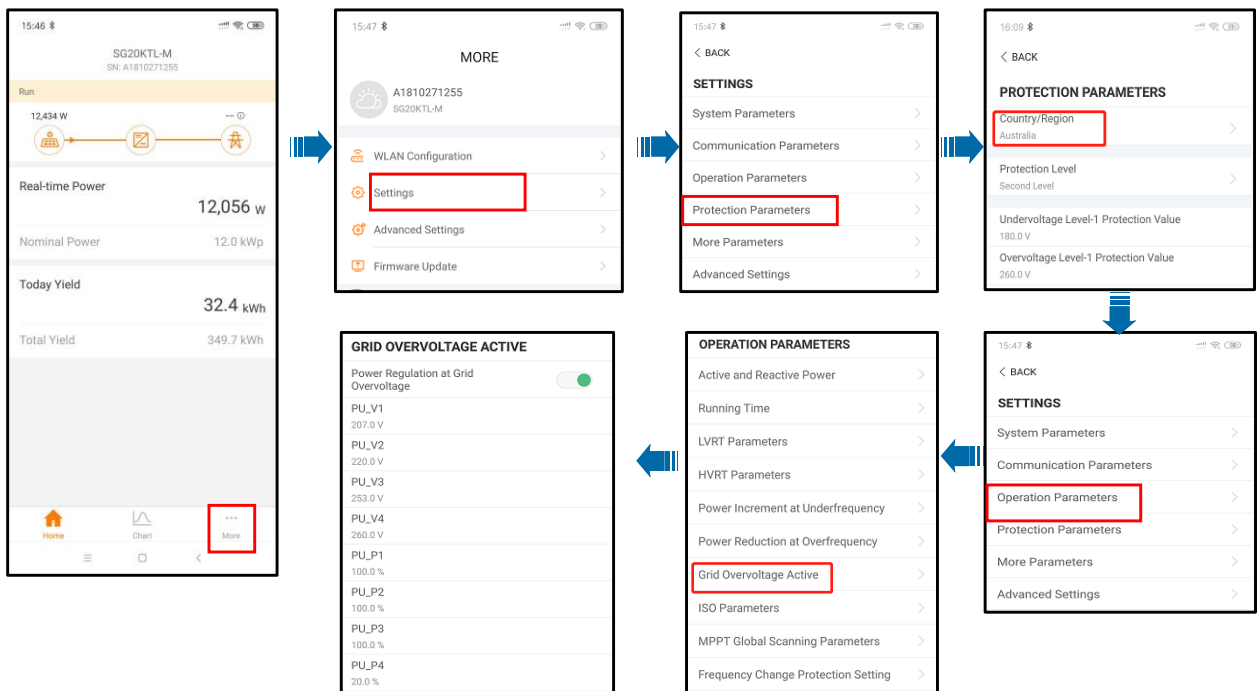 15:46
SG20KTL-M
SN: A1810271255
Run
12,434 W
--
Real-time Power
12,056 W
Nominal Power 12.0 kWp
Today Yield
32.4 kWh
Total Yield 349.7 kWh
Home Chart More
15:47
MORE
A1810271255
SG20KTL-M
WLAN Configuration
Settings
Advanced Settings
Firmware Update
15:47
< BACK
SETTINGS
System Parameters
Communication Parameters
Operation Parameters
Protection Parameters
More Parameters
Advanced Settings
16:09
< BACK
PROTECTION PARAMETERS
Country/Region
Australia
Protection Level
Second Level
Undervoltage Level-1 Protection Value
180.0 V
Overvoltage Level-1 Protection Value
260.0 V
15:47
< BACK
SETTINGS
System Parameters
Communication Parameters
Operation Parameters
Protection Parameters
More Parameters
Advanced Settings
OPERATION PARAMETERS
Active and Reactive Power
Running Time
LVRT Parameters
HVRT Parameters
Power Increment at Underfrequency
Power Reduction at Overfrequency
Grid Overvoltage Active
ISO Parameters
MPPT Global Scanning Parameters
Frequency Change Protection Setting
GRID OVERVOLTAGE ACTIVE
Power Regulation at Grid
Overvoltage
PU_V1
207.0 V
PU_V2
220.0 V
PU_V3
253.0 V
PU_V4
260.0 V
PU_P1
100.0 %
PU_P2
100.0 %
PU_P3
100.0 %
PU_P4
20.0 %